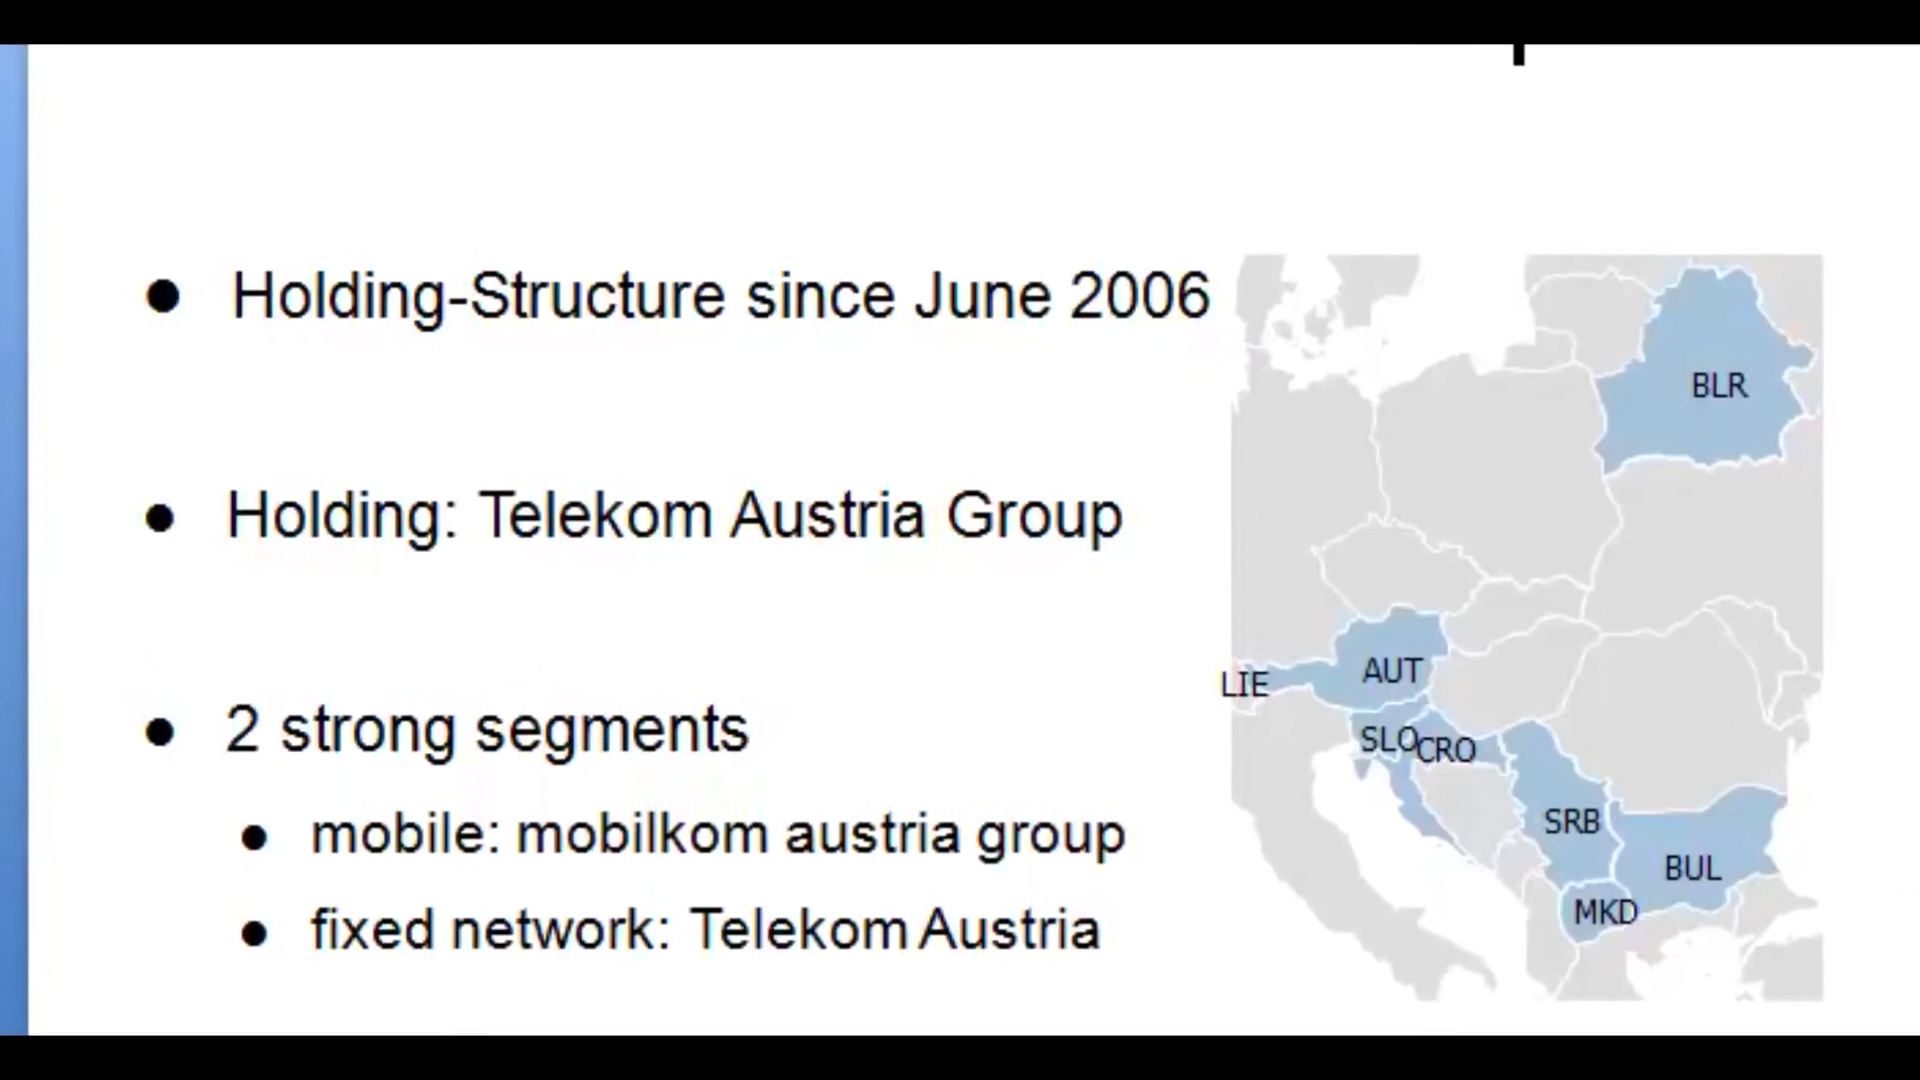 ● Holding-Structure since June 2006
● Holding: Telekom Austria Group
● 2 strong segments
● mobile: mobilkom austria group
● fixed network: Telekom Austria
BLR
AUT
LIE
SLO
CRO
SRB
BUL
MKD